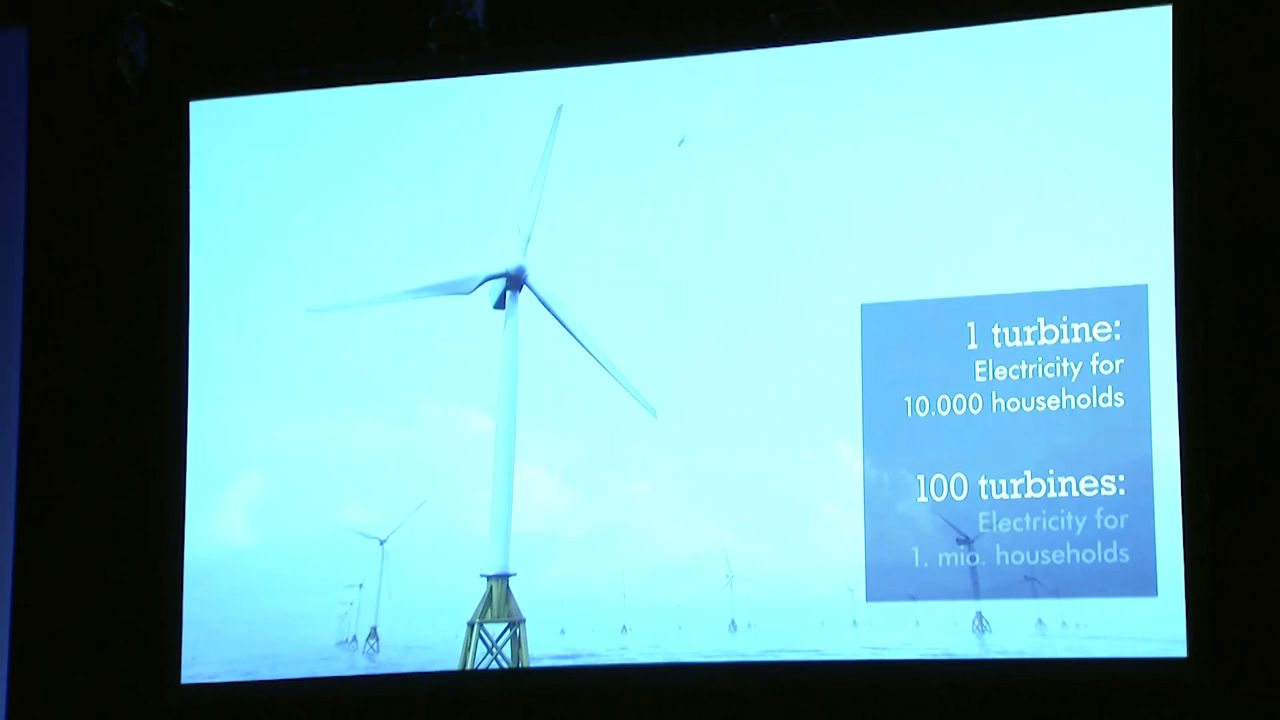 1 turbine:
Electricity for
10.000 households
100 turbines:
Electricity for
1. mio. households